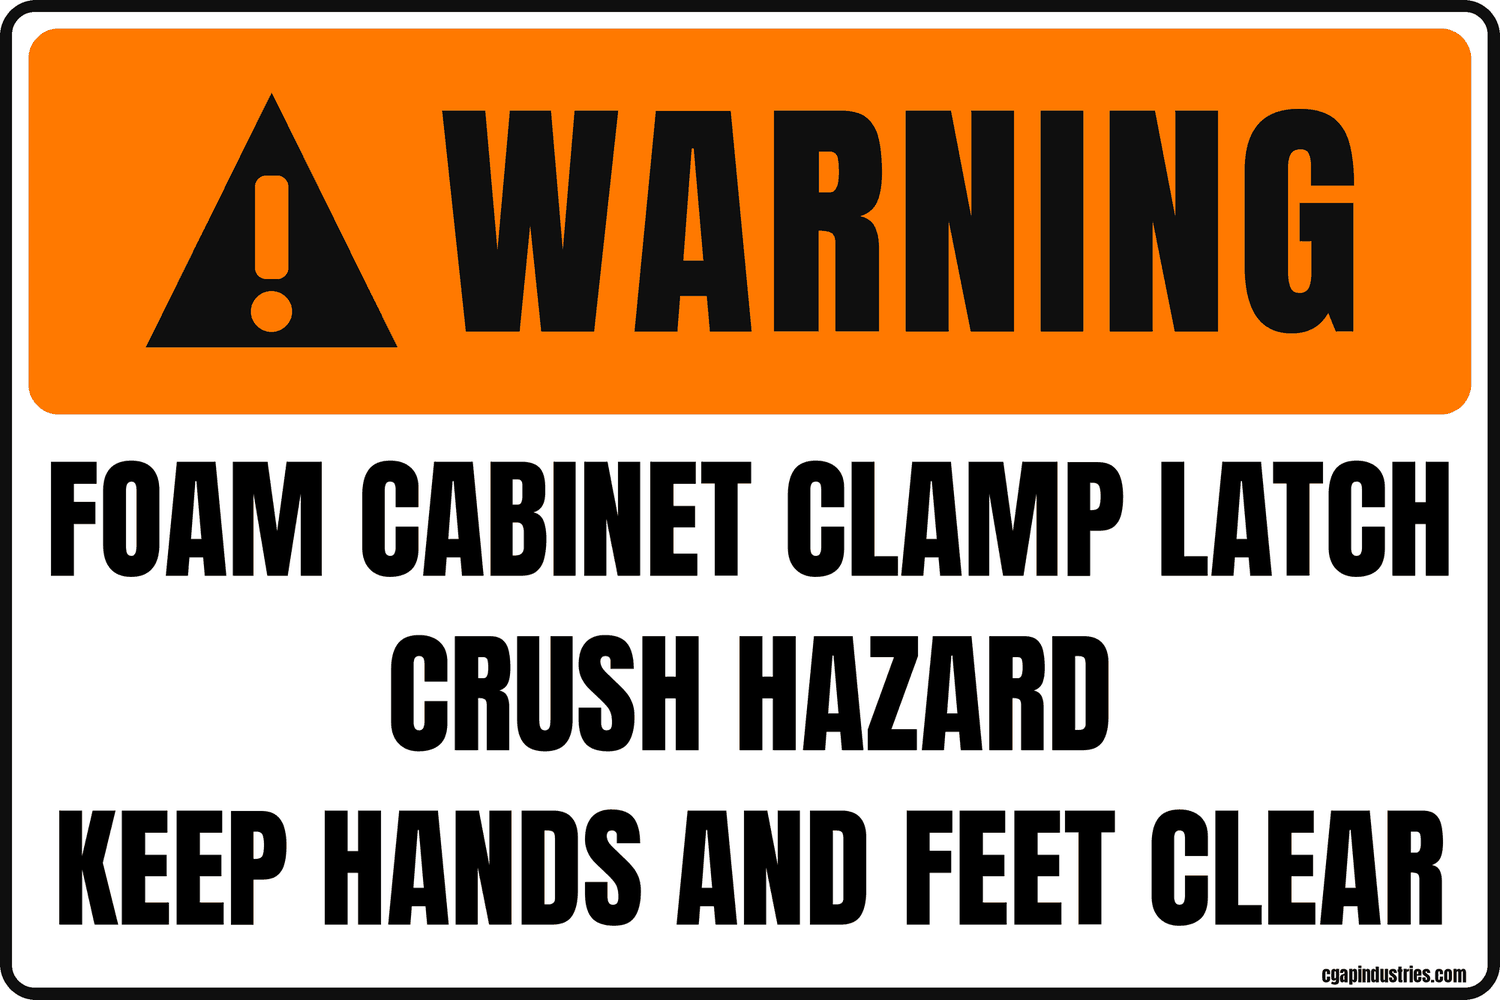 WARNING
FOAM CABINET CLAMP LATCH
CRUSH HAZARD
KEEP HANDS AND FEET CLEAR
cgapindustries.com